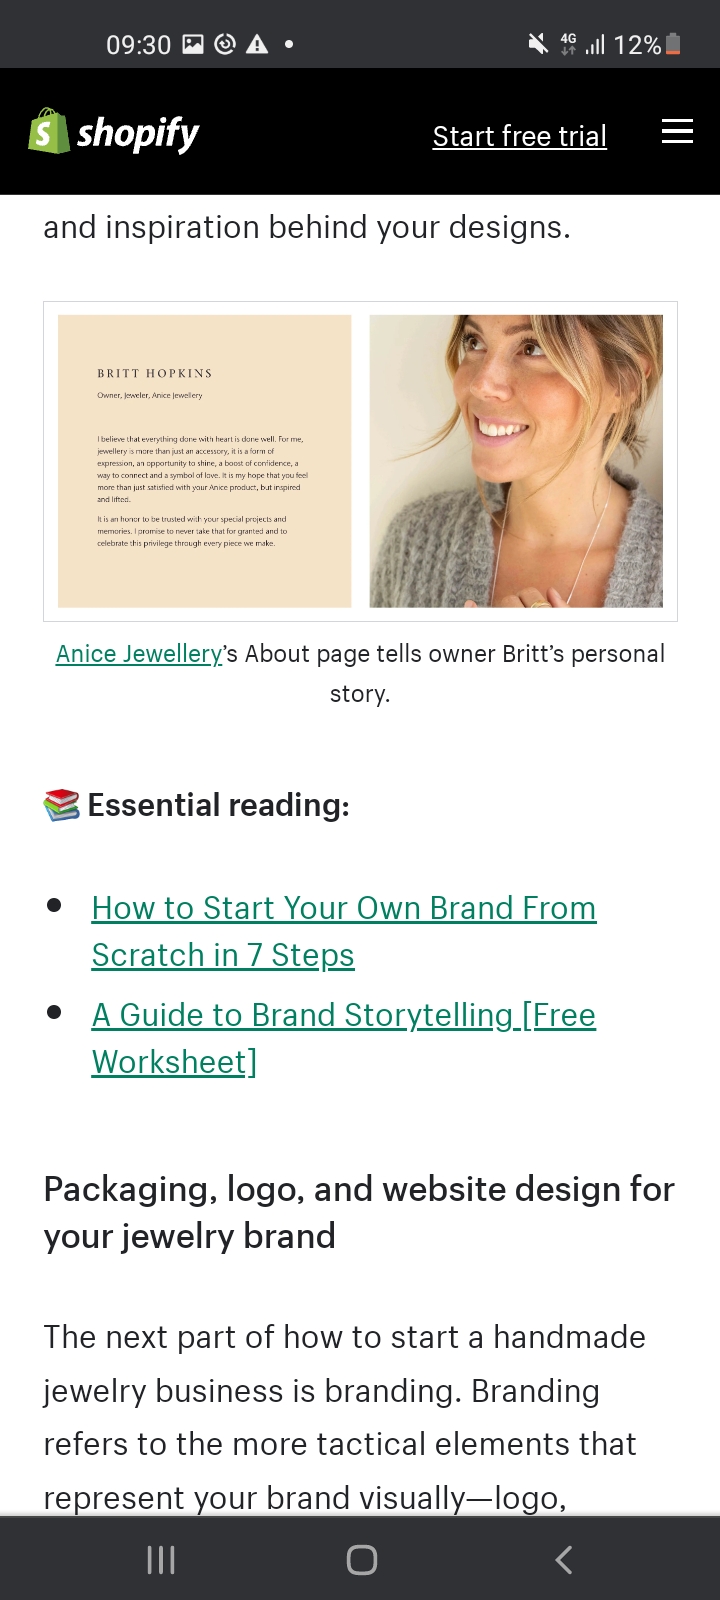 09:30
4G
12%
shopify
Start free trial
and inspiration behind your designs.
BRITT HOPKINS
Owner, Jeweler, Anice Jewellery
I believe that everything done with heart is done well. For me,
jewellery is more than just an accessory, it is a form of
expression, an opportunity to shine, a boost of confidence, a
way to connect and a symbol of love. It is my hope that you feel
more than just satisfied with your Anice product, but inspired
and lifted.
It is an honor to be trusted with your special projects and
memories. I promise to never take that for granted and to
celebrate this privilege through every piece we make.
Anice Jewellery’s About page tells owner Britt’s personal
story.
📚 Essential reading:
• How to Start Your Own Brand From
Scratch in 7 Steps
• A Guide to Brand Storytelling [Free
Worksheet]
Packaging, logo, and website design for
your jewelry brand
The next part of how to start a handmade
jewelry business is branding. Branding
refers to the more tactical elements that
represent your brand visually—logo,